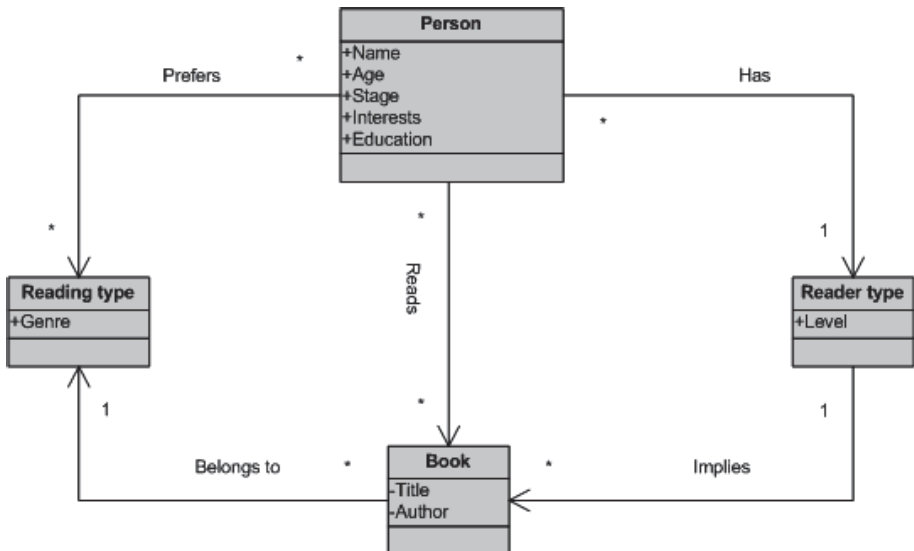 Person
+Name
+Age
+Stage
+Interests
+Education
Prefers
*
Has
*
*
*
1
Reads
Reading type
+Genre
Reader type
+Level
1
*
1
Belongs to
*
Book
-Title
-Author
*
Implies